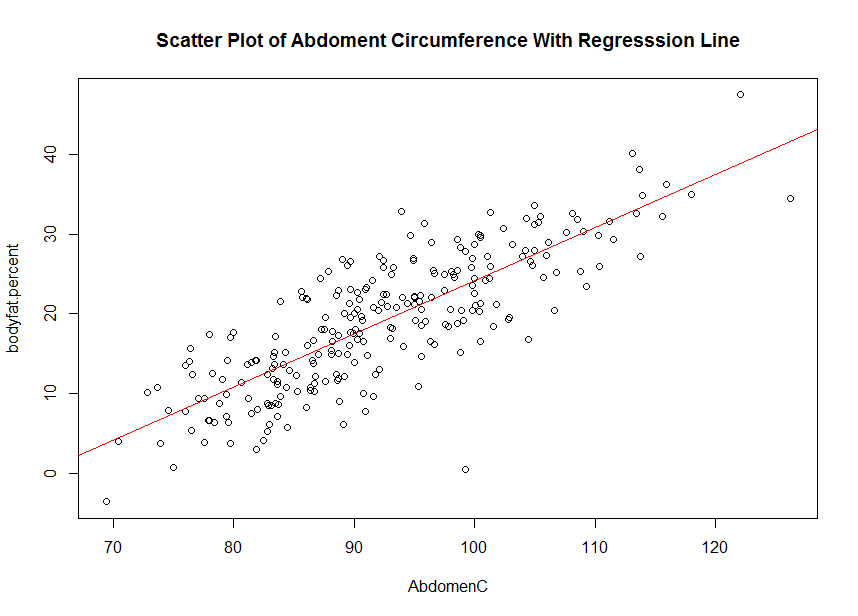 Scatter Plot of Abdoment Circumference With Regresssion Line
bodyfat.percent
40
30
20
10
0
70 80 90 100 110 120
AbdomenC